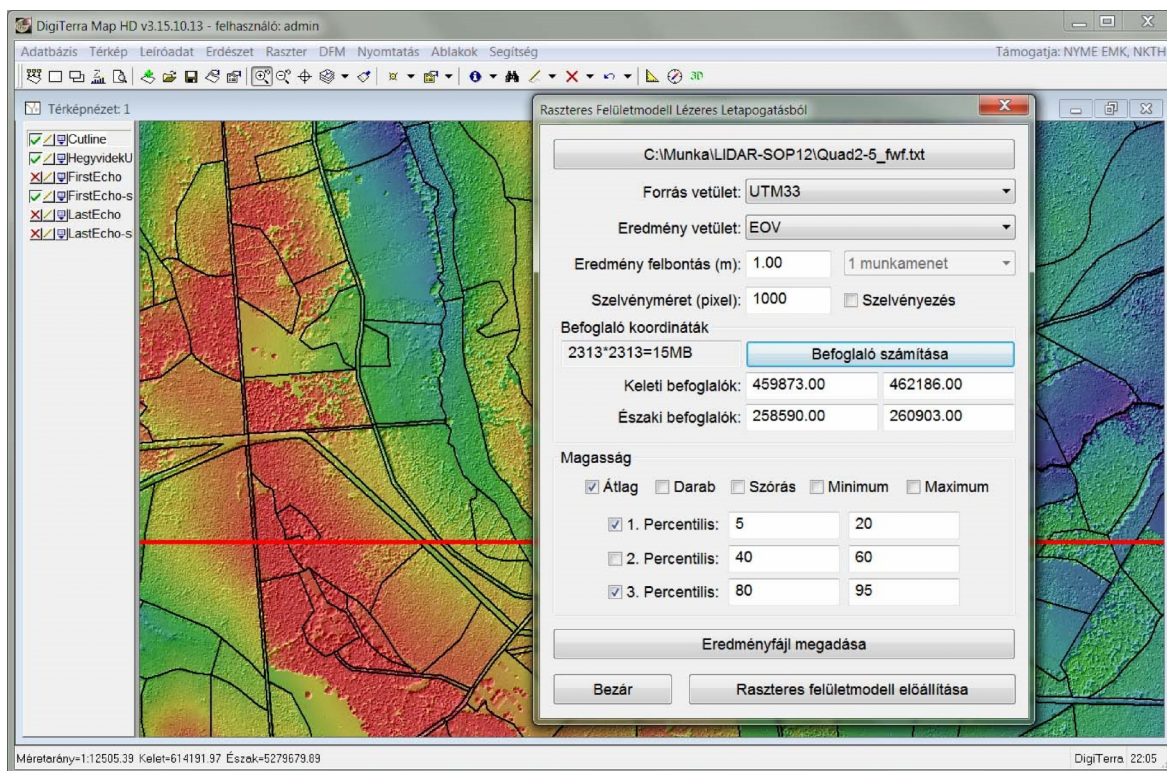 DigiTerra Map HD v3.15.10.13 - felhasználó: admin
Adatbázis Térkép Leíróadat Erdészet Raszter DFM Nyomtatás Ablakok Segítség Támogatja: NYME EMK, NKTH
3D
Térképnézet: 1
Cutline
HegyvidekU
FirstEcho
FirstEcho-s
LastEcho
LastEcho-s
Raszteres Felületmodell Lézeres Letapogatásból
C:\Munka\LIDAR-SOP12\Quad2-5_fwf.txt
Forrás vetület: UTM33
Eredmény vetület: EOV
Eredmény felbontás (m): 1.00 1 munkamenet
Szelvényméret (pixel): 1000 Szelvényezés
Befoglaló koordináták
2313*2313=15MB Befoglaló számítása
Keleti befoglalók: 459873.00 462186.00
Északi befoglalók: 258590.00 260903.00
Magasság
Átlag Darab Szórás Minimum Maximum
1. Percentilis: 5 20
2. Percentilis: 40 60
3. Percentilis: 80 95
Eredményfájl megadása
Bezár Raszteres felületmodell előállítása
Méretarány=1:12505.39 Kelet=614191.97 Észak=5279679.89 DigiTerra 22:05